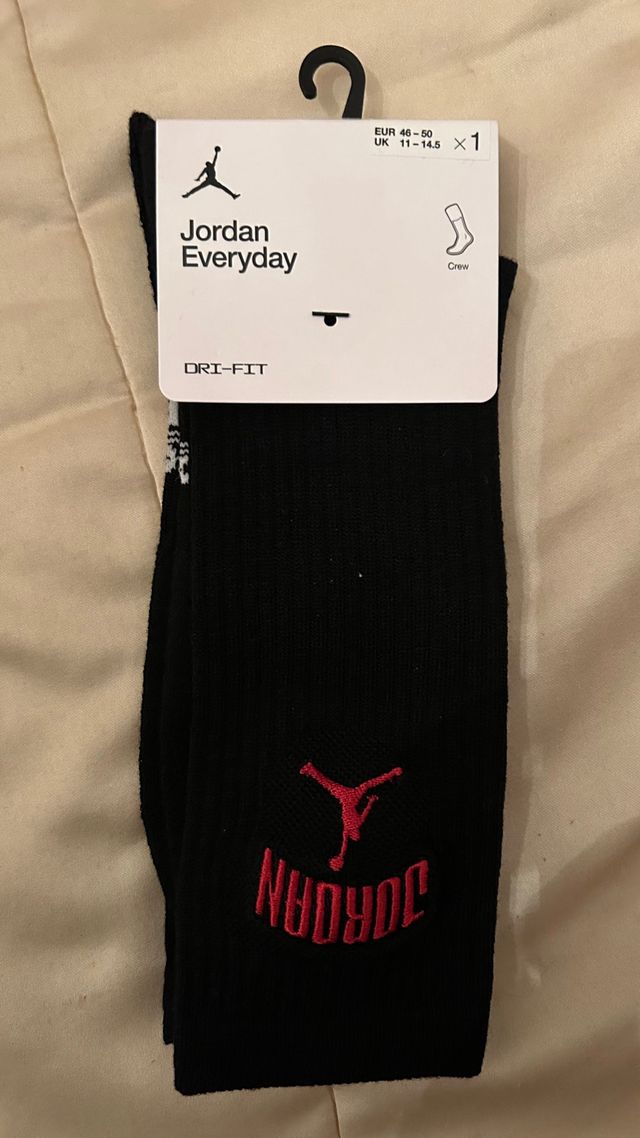 EUR 46 – 50
UK 11 – 14.5
×1
Jordan
Everyday
Crew
DRI-FIT
JORDAN